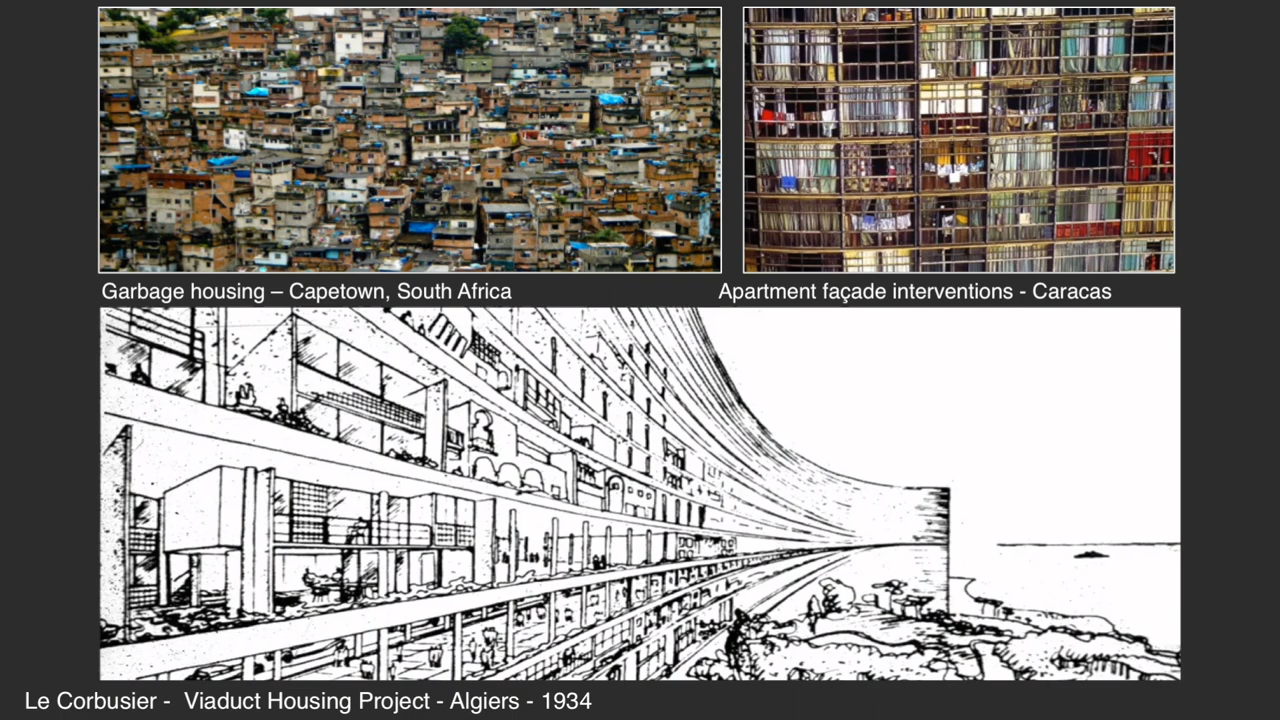 Garbage housing – Capetown, South Africa
Apartment façade interventions - Caracas
Le Corbusier - Viaduct Housing Project - Algiers - 1934